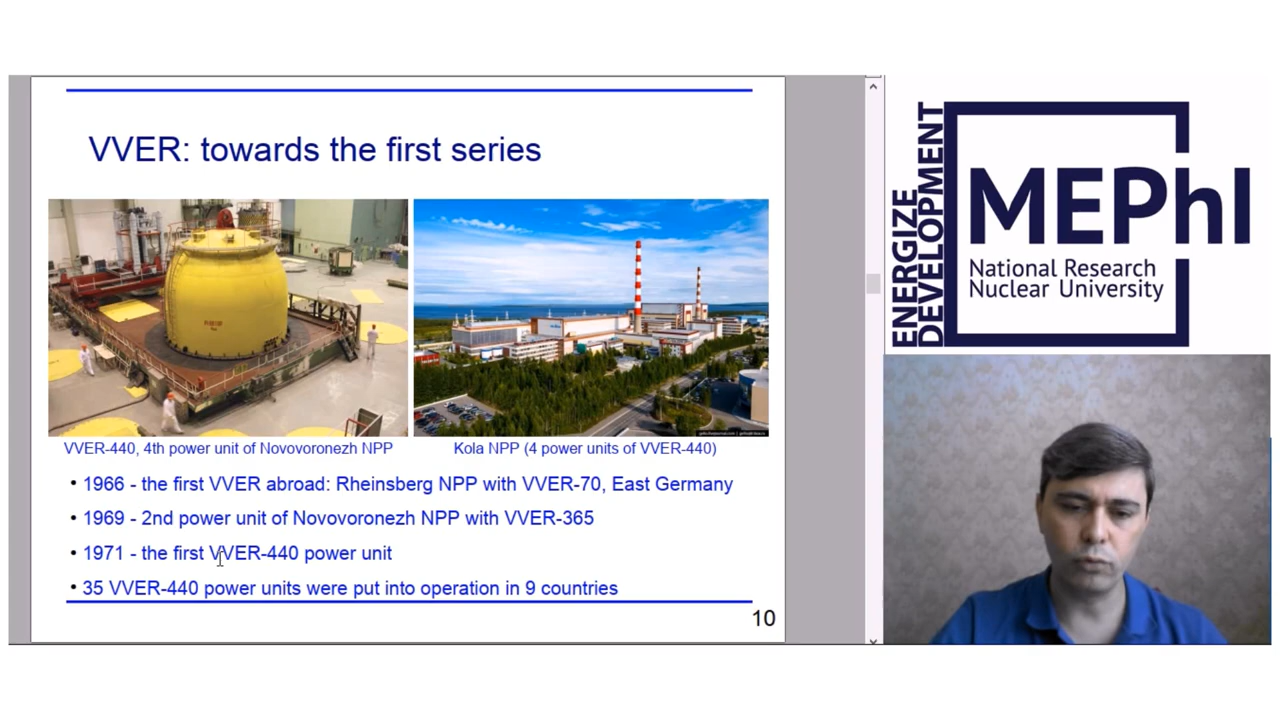 VVER: towards the first series
VVER-440, 4th power unit of Novovoronezh NPP
Kola NPP (4 power units of VVER-440)
• 1966 - the first VVER abroad: Rheinsberg NPP with VVER-70, East Germany
• 1969 - 2nd power unit of Novovoronezh NPP with VVER-365
• 1971 - the first VVER-440 power unit
• 35 VVER-440 power units were put into operation in 9 countries
10
ENERGIZE
DEVELOPMENT
MEPhI
National Research
Nuclear University